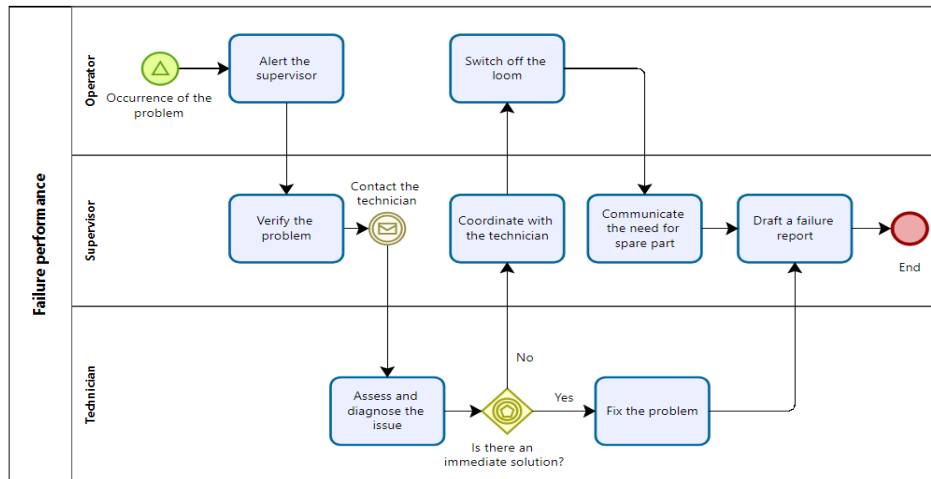 Failure performance
Operator
Occurrence of the
problem
Alert the
supervisor
Switch off the
loom
Supervisor
Verify the
problem
Contact the
technician
Coordinate with
the technician
Communicate
the need for
spare part
Draft a failure
report
End
Technician
Assess and
diagnose the
issue
Is there an
immediate solution?
No
Yes
Fix the problem